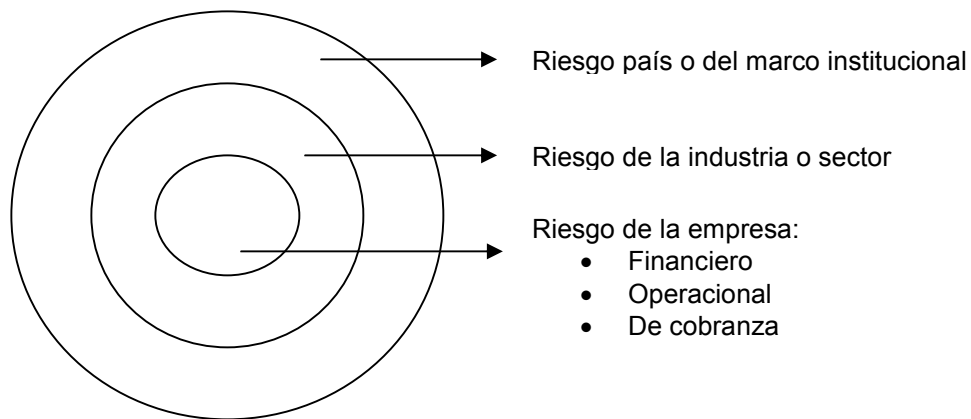 Riesgo país o del marco institucional
Riesgo de la industria o sector
Riesgo de la empresa:
• Financiero
• Operacional
• De cobranza